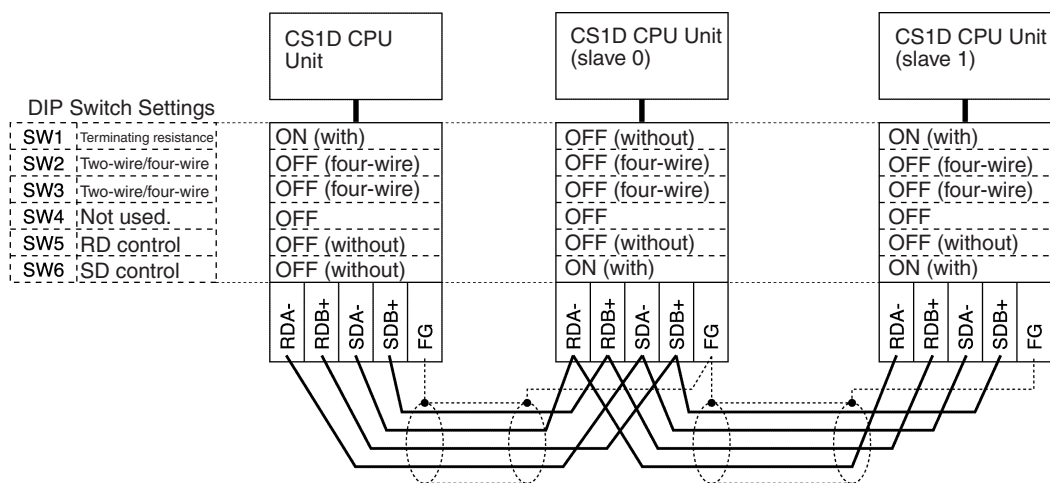 CS1D CPU
Unit
CS1D CPU Unit
(slave 0)
CS1D CPU Unit
(slave 1)
DIP Switch Settings
SW1 Terminating resistance ON (with) OFF (without) ON (with)
SW2 Two-wire/four-wire OFF (four-wire) OFF (four-wire) OFF (four-wire)
SW3 Two-wire/four-wire OFF (four-wire) OFF (four-wire) OFF (four-wire)
SW4 Not used. OFF OFF OFF
SW5 RD control OFF (without) OFF (without) OFF (without)
SW6 SD control OFF (without) ON (with) ON (with)
RDA- RDB+ SDA- SDB+ FG RDA- RDB+ SDA- SDB+ FG RDA- RDB+ SDA- SDB+ FG